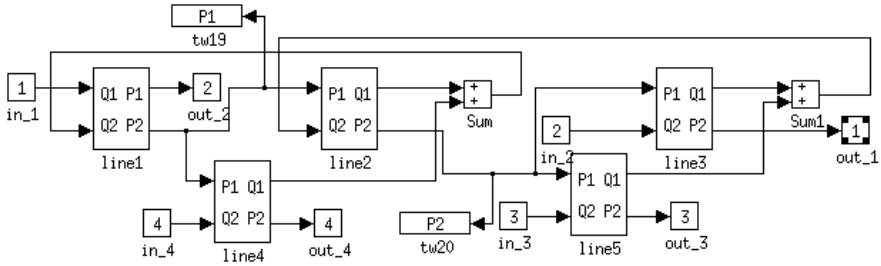 P1
tw19
1
in_1
Q1 P1
Q2 P2
line1
2
out_2
P1 Q1
Q2 P2
line2
+
+
Sum
2
in_2
P1 Q1
Q2 P2
line3
+
+
Sum1
1
out_1
4
in_4
P1 Q1
Q2 P2
line4
4
out_4
P2
tw20
3
in_3
P1 Q1
Q2 P2
line5
3
out_3